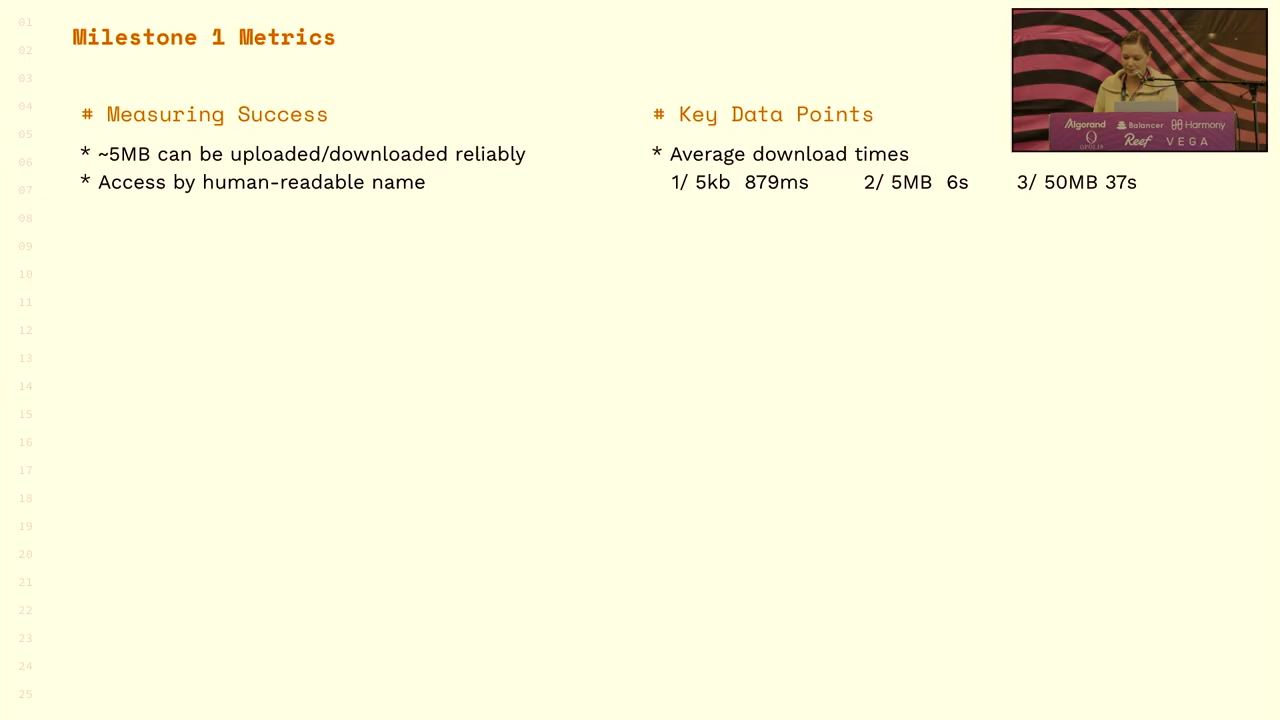 Milestone 1 Metrics
# Measuring Success
* ~5MB can be uploaded/downloaded reliably
* Access by human-readable name
# Key Data Points
* Average download times
1/ 5kb 879ms 2/ 5MB 6s 3/ 50MB 37s
01
02
03
04
05
06
07
08
09
10
11
12
13
14
15
16
17
18
19
20
21
22
23
24
25
Algorand Balancer Harmony
OPOLIS Reef VEGA